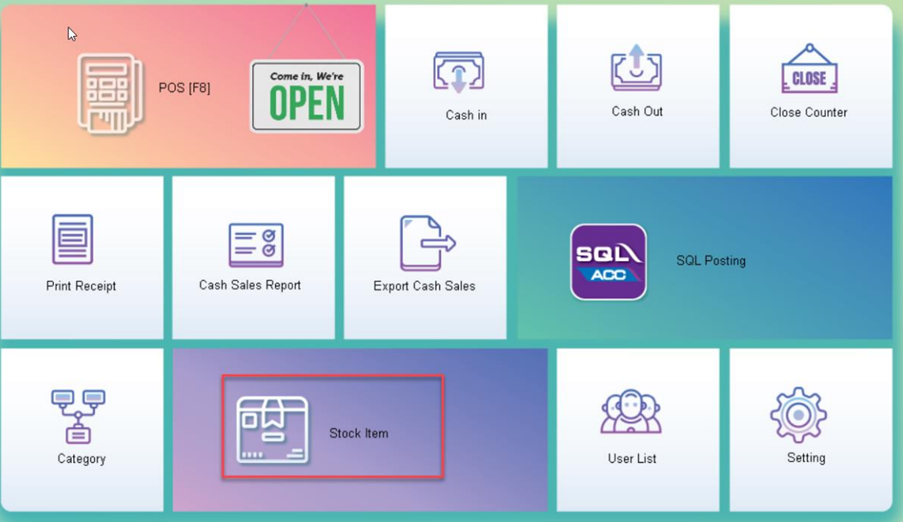 POS [F8]
Come in, We're
OPEN
Cash in
Cash Out
CLOSE
Close Counter
Print Receipt
Cash Sales Report
Export Cash Sales
SQL
ACC
SQL Posting
Category
Stock Item
User List
Setting